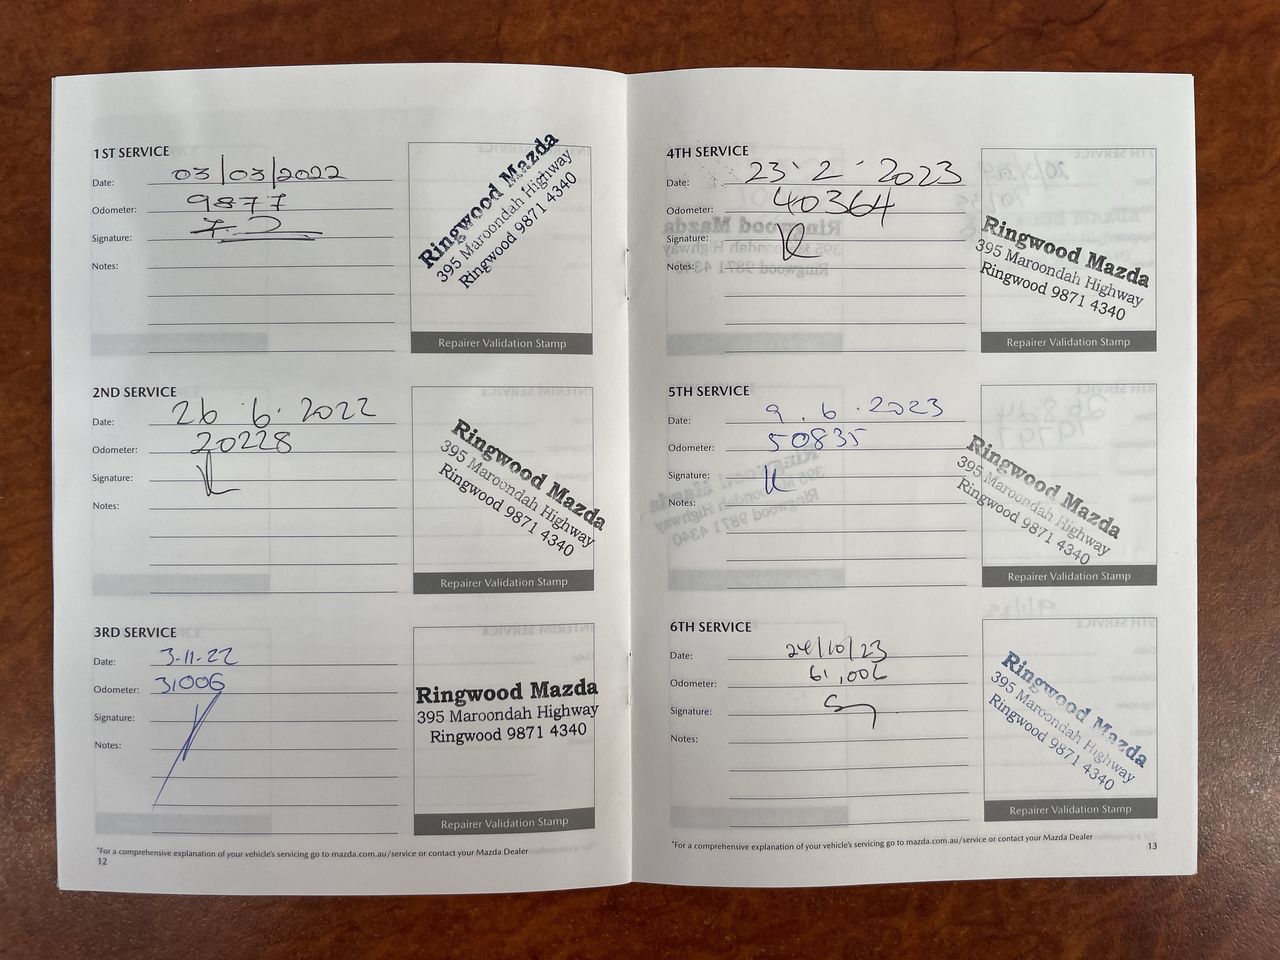 1ST SERVICE
Date: 03/03/2022
Odometer: 9877
Signature:
Notes:
Ringwood Mazda
395 Maroondah Highway
Ringwood 9871 4340
Repairer Validation Stamp
2ND SERVICE
Date: 26.6.2022
Odometer: 20228
Signature:
Notes:
Ringwood Mazda
395 Maroondah Highway
Ringwood 9871 4340
Repairer Validation Stamp
3RD SERVICE
Date: 3-11-22
Odometer: 31006
Signature:
Notes:
Ringwood Mazda
395 Maroondah Highway
Ringwood 9871 4340
Repairer Validation Stamp
*For a comprehensive explanation of your vehicle's servicing go to mazda.com.au/service or contact your Mazda Dealer
12
4TH SERVICE
Date: 23.2.2023
Odometer: 40364
Signature:
Notes:
Ringwood Mazda
395 Maroondah Highway
Ringwood 9871 4340
Repairer Validation Stamp
5TH SERVICE
Date: 9.6.2023
Odometer: 50835
Signature:
Notes:
Ringwood Mazda
395 Maroondah Highway
Ringwood 9871 4340
Repairer Validation Stamp
6TH SERVICE
Date: 24/10/23
Odometer: 61,006
Signature:
Notes:
Ringwood Mazda
395 Maroondah Highway
Ringwood 9871 4340
Repairer Validation Stamp
*For a comprehensive explanation of your vehicle's servicing go to mazda.com.au/service or contact your Mazda Dealer
13